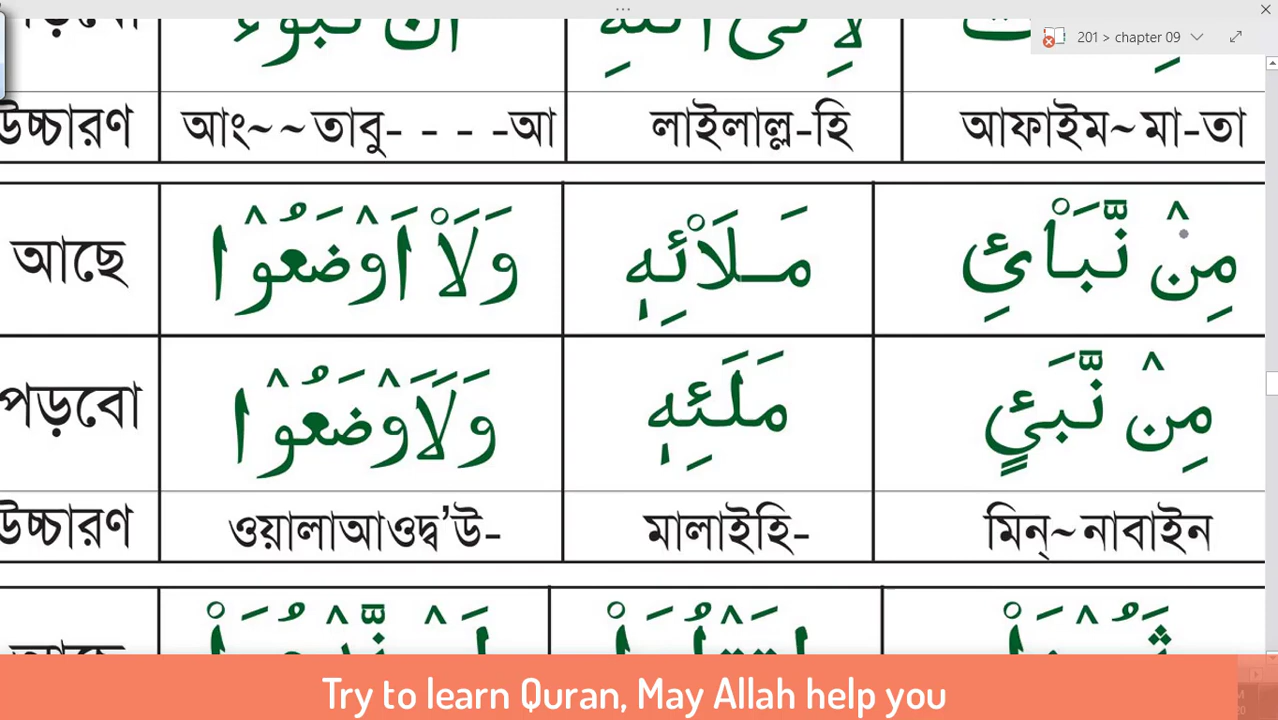 201 > chapter 09
উচ্চারণ আং~~তাবু- - - - -আ লাইলাল্ল-হি আফাইম~মা-তা
আছে وَلَاْ اَوْضَعُوْا مَـلَاْئِهٖ مِنْ نَّبَاْئِ
পড়বো وَلَاَوْضَعُوْا مَلَئِهٖ مِنْ نَّبَئٍ
উচ্চারণ ওয়ালাআওদ্ব’উ- মালাইহি- মিন্~নাবাইন
Try to learn Quran, May Allah help you